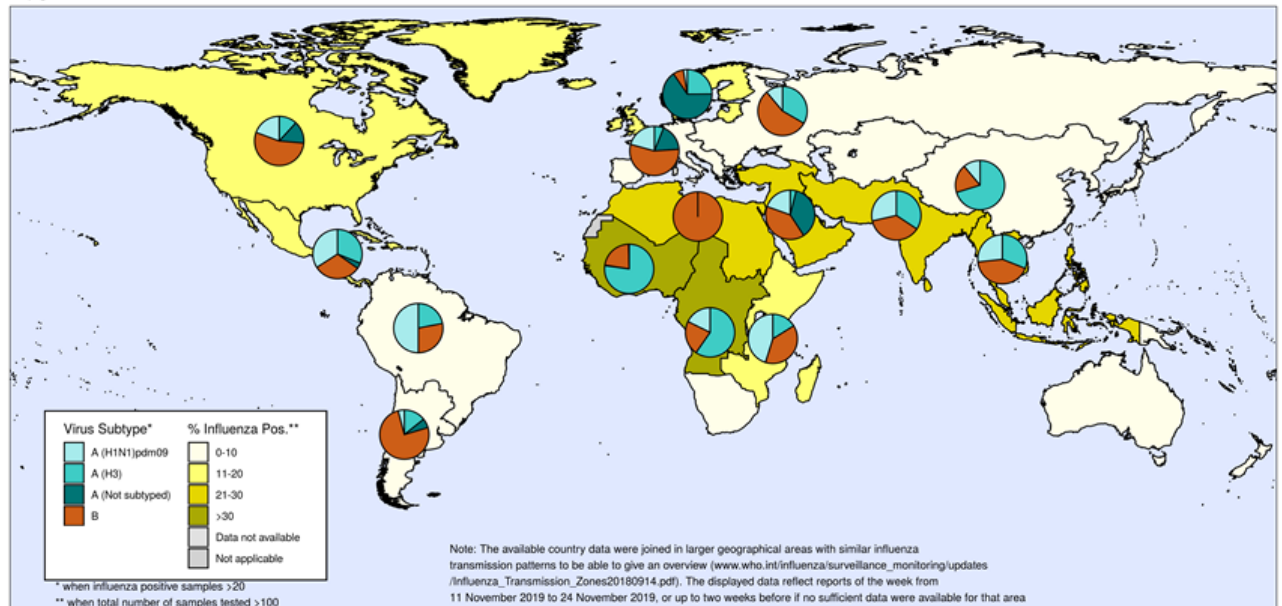 Virus Subtype*
A (H1N1)pdm09
A (H3)
A (Not subtyped)
B
% Influenza Pos.**
0-10
11-20
21-30
>30
Data not available
Not applicable
* when influenza positive samples >20
** when total number of samples tested >100
Note: The available country data were joined in larger geographical areas with similar influenza
transmission patterns to be able to give an overview (www.who.int/influenza/surveillance_monitoring/updates
/Influenza_Transmission_Zones20180914.pdf). The displayed data reflect reports of the week from
11 November 2019 to 24 November 2019, or up to two weeks before if no sufficient data were available for that area